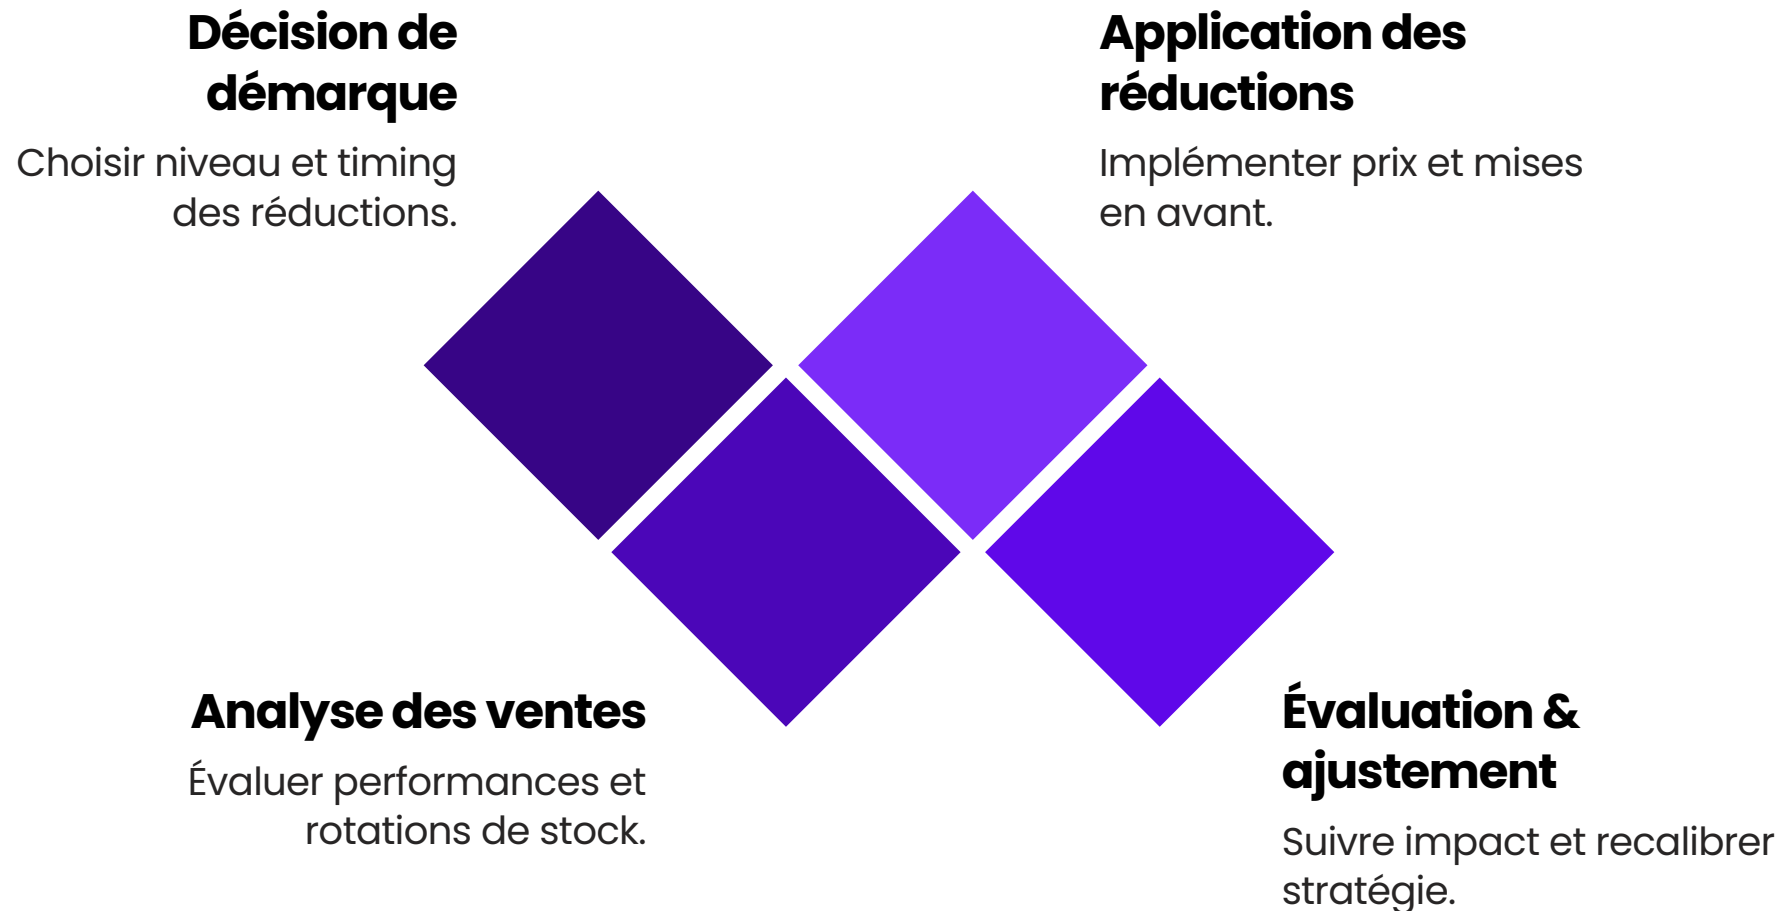 Décision de
démarque
Choisir niveau et timing
des réductions.
Application des
réductions
Implémenter prix et mises
en avant.
Analyse des ventes
Évaluer performances et
rotations de stock.
Évaluation &
ajustement
Suivre impact et recalibrer
stratégie.